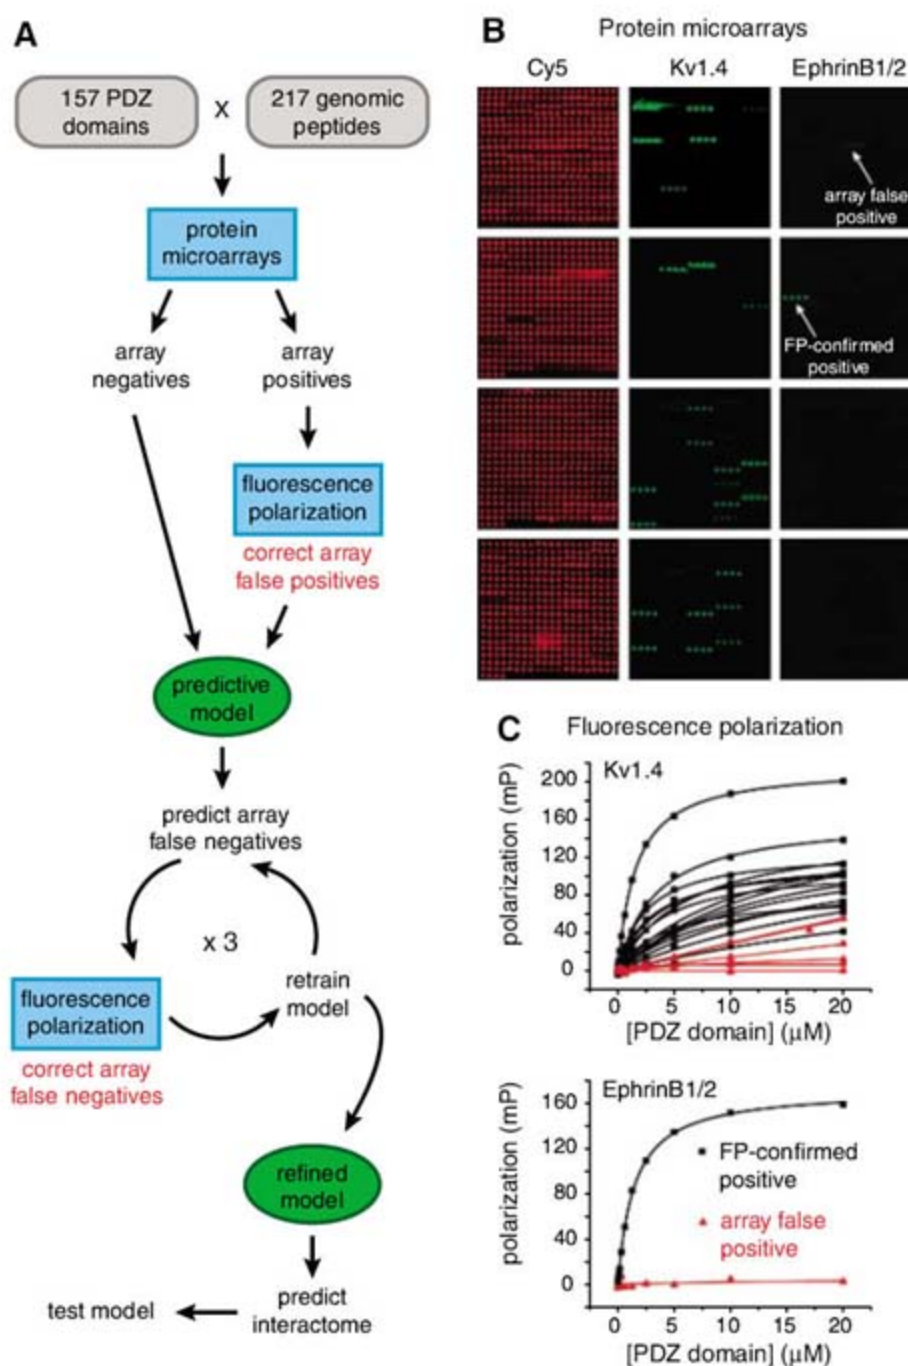 A
157 PDZ
domains
X
217 genomic
peptides
protein
microarrays
array
negatives
array
positives
fluorescence
polarization
correct array
false positives
predictive
model
predict array
false negatives
x 3
fluorescence
polarization
correct array
false negatives
retrain
model
refined
model
predict
interactome
test model
B
Protein microarrays
Cy5
Kv1.4
EphrinB1/2
array false
positive
FP-confirmed
positive
C
Fluorescence polarization
Kv1.4
polarization (mP)
200
160
120
80
40
0
0
5
10
15
20
[PDZ domain] (μM)
EphrinB1/2
polarization (mP)
160
120
80
40
0
FP-confirmed
positive
array false
positive
0
5
10
15
20
[PDZ domain] (μM)